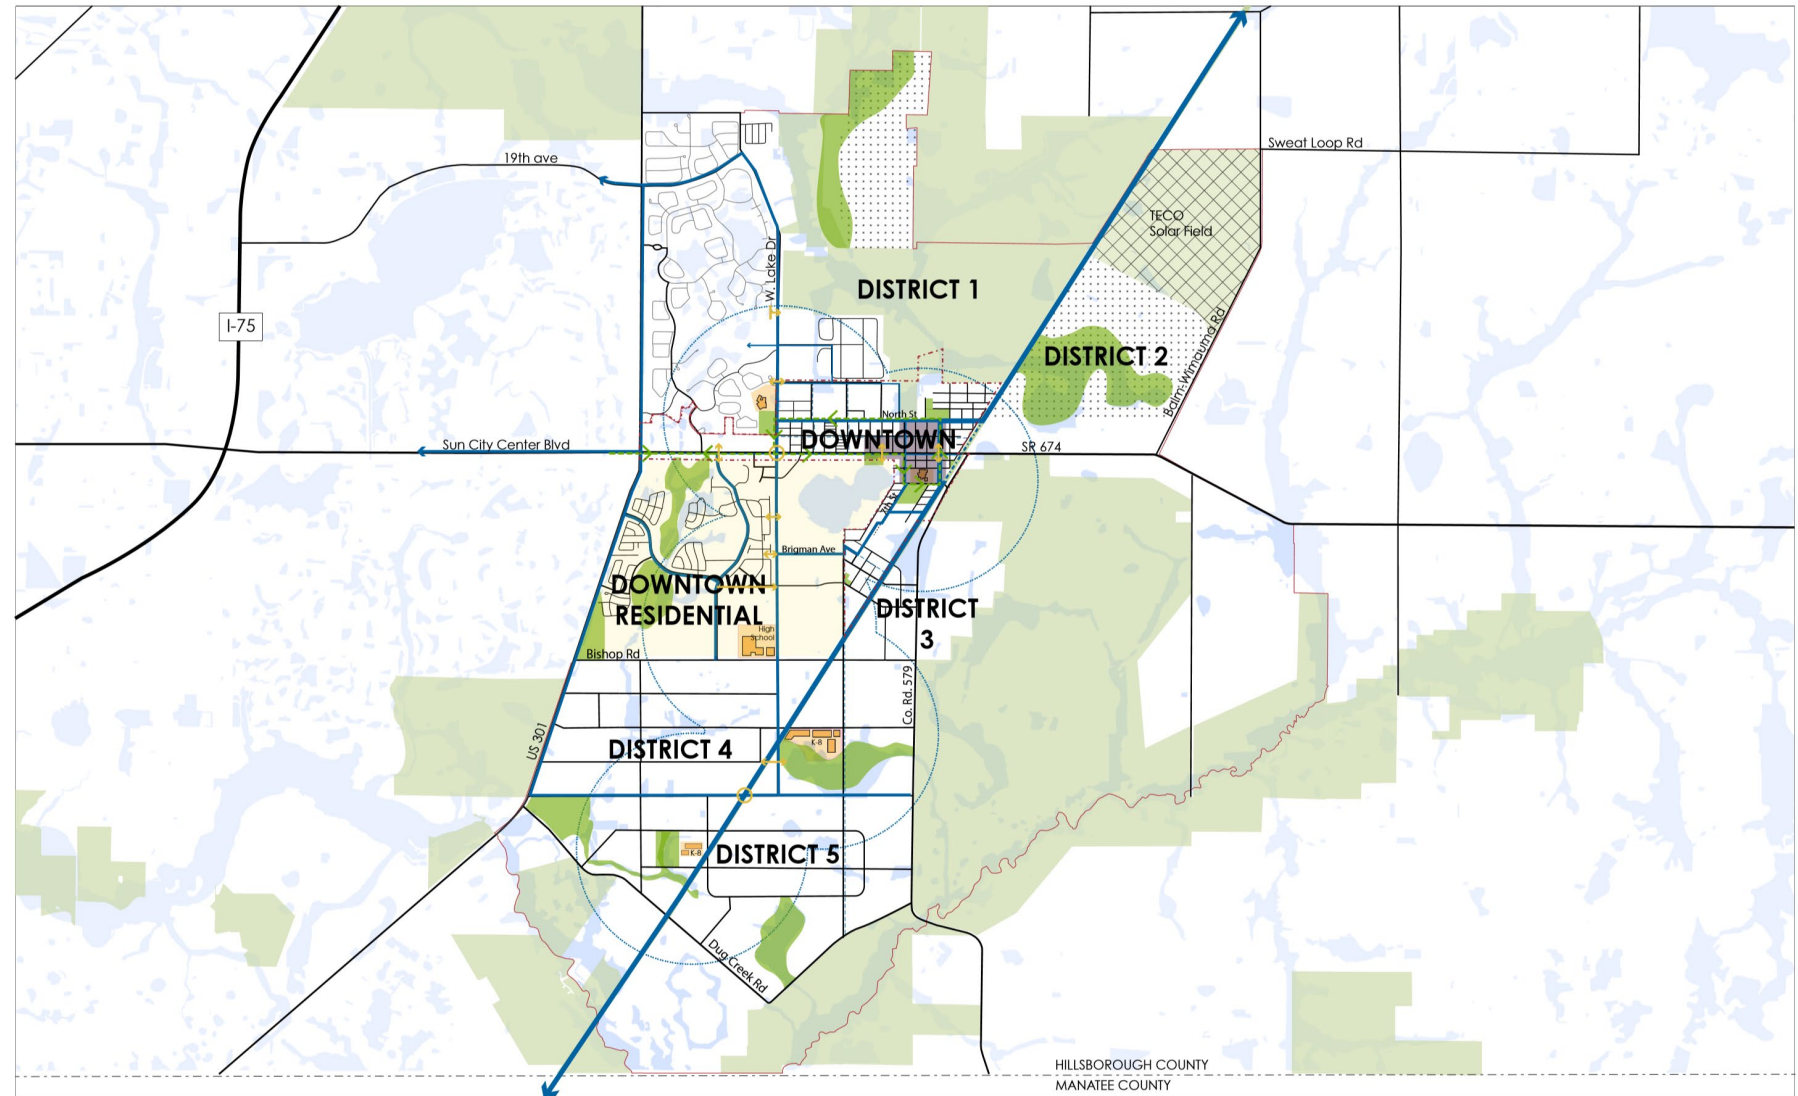 Sweat Loop Rd
19th ave
TECO
Solar Field
W. Lake Dr
DISTRICT 1
I-75
DISTRICT 2
Balm-Wimauma Rd
North St
DOWNTOWN
Sun City Center Blvd
SR 674
7th St
Brigman Ave
DOWNTOWN
RESIDENTIAL
DISTRICT
3
High
School
Bishop Rd
Co. Rd. 579
US 301
K-8
DISTRICT 4
K-8
DISTRICT 5
Dug Creek Rd
HILLSBOROUGH COUNTY
MANATEE COUNTY